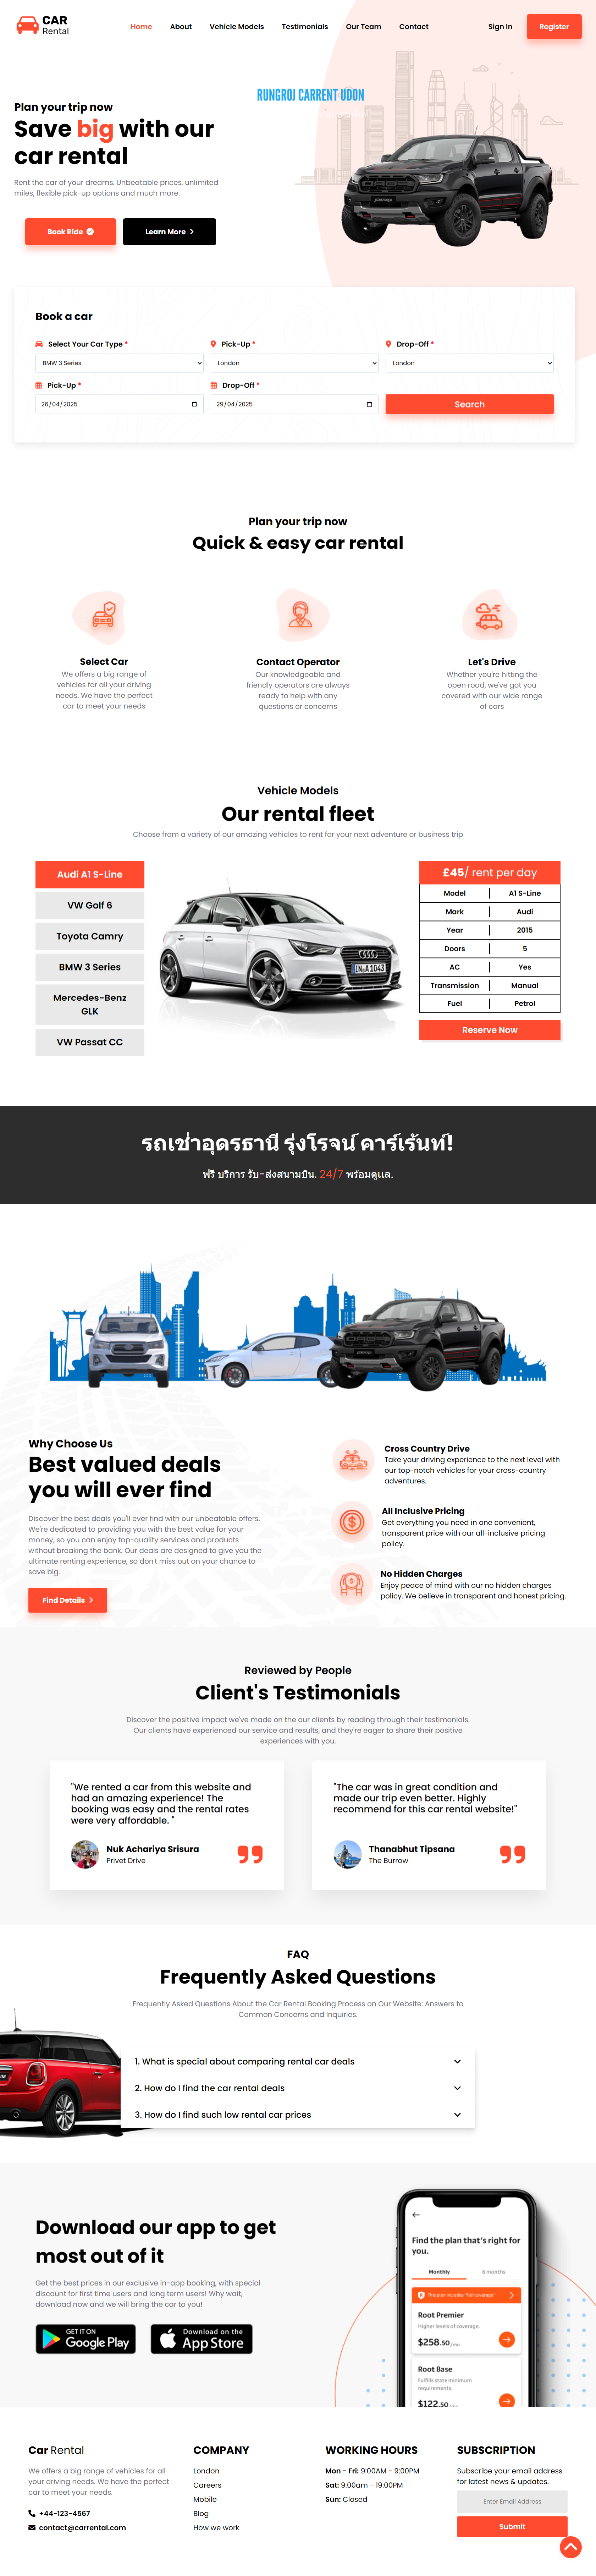 CAR
Rental
Home About Vehicle Models Testimonials Our Team Contact Sign In Register
RUNGROJ CARRENT UDON
Plan your trip now
Save big with our
car rental
Rent the car of your dreams. Unbeatable prices, unlimited
miles, flexible pick-up options and much more.
Book Ride Learn More
Book a car
Select Your Car Type * Pick-Up * Drop-Off *
BMW 3 Series London London
Pick-Up * Drop-Off *
26/04/2025 29/04/2025 Search
Plan your trip now
Quick & easy car rental
Select Car
We offers a big range of
vehicles for all your driving
needs. We have the perfect
car to meet your needs
Contact Operator
Our knowledgeable and
friendly operators are always
ready to help with any
questions or concerns
Let's Drive
Whether you're hitting the
open road, we've got you
covered with our wide range
of cars
Vehicle Models
Our rental fleet
Choose from a variety of our amazing vehicles to rent for your next adventure or business trip
Audi A1 S-Line
VW Golf 6
Toyota Camry
BMW 3 Series
Mercedes-Benz
GLK
VW Passat CC
IN·A 1043
£45/ rent per day
Model A1 S-Line
Mark Audi
Year 2015
Doors 5
AC Yes
Transmission Manual
Fuel Petrol
Reserve Now
รถเช่าอุดรธานี รุ่งโรจน์ คาร์เร้นท์!
ฟรี บริการ รับ-ส่งสนามบิน. 24/7 พร้อมดูแล.
Why Choose Us
Best valued deals
you will ever find
Discover the best deals you'll ever find with our unbeatable offers.
We're dedicated to providing you with the best value for your
money, so you can enjoy top-quality services and products
without breaking the bank. Our deals are designed to give you the
ultimate renting experience, so don't miss out on your chance to
save big.
Find Details
Cross Country Drive
Take your driving experience to the next level with
our top-notch vehicles for your cross-country
adventures.
All Inclusive Pricing
Get everything you need in one convenient,
transparent price with our all-inclusive pricing
policy.
No Hidden Charges
Enjoy peace of mind with our no hidden charges
policy. We believe in transparent and honest pricing.
Reviewed by People
Client's Testimonials
Discover the positive impact we've made on the our clients by reading through their testimonials.
Our clients have experienced our service and results, and they're eager to share their positive
experiences with you.
"We rented a car from this website and
had an amazing experience! The
booking was easy and the rental rates
were very affordable. "
Nuk Achariya Srisura
Privet Drive
"The car was in great condition and
made our trip even better. Highly
recommend for this car rental website!"
Thanabhut Tipsana
The Burrow
FAQ
Frequently Asked Questions
Frequently Asked Questions About the Car Rental Booking Process on Our Website: Answers to
Common Concerns and Inquiries.
1. What is special about comparing rental car deals
2. How do I find the car rental deals
3. How do I find such low rental car prices
Download our app to get
most out of it
Get the best prices in our exclusive in-app booking, with special
discount for first time users and long term users! Why wait,
download now and we will bring the car to you!
GET IT ON
Google Play
Download on the
App Store
Find the plan that's right for
you.
Monthly 6 months
This plan includes "full coverage"
Root Premier
Higher levels of coverage.
$258.50/mo
Root Base
Fulfills state minimum
requirements.
$122.50
Car Rental
We offers a big range of vehicles for all
your driving needs. We have the perfect
car to meet your needs.
+44-123-4567
contact@carrental.com
COMPANY
London
Careers
Mobile
Blog
How we work
WORKING HOURS
Mon - Fri: 9:00AM - 9:00PM
Sat: 9:00am - 19:00PM
Sun: Closed
SUBSCRIPTION
Subscribe your email address
for latest news & updates.
Enter Email Address
Submit